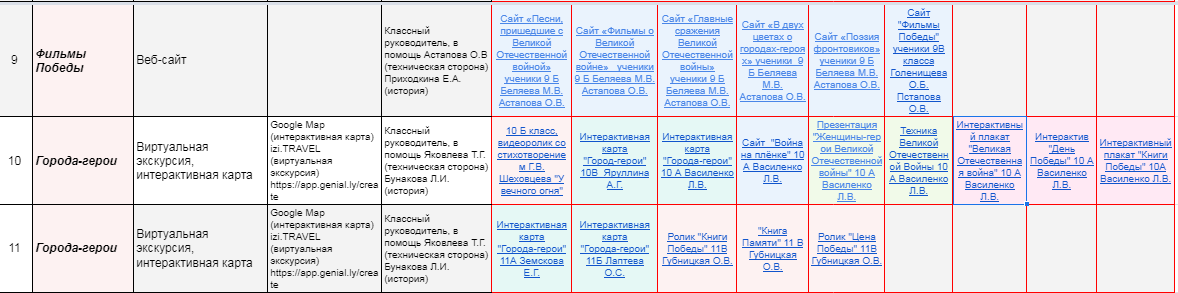 9
Фильмы
Победы
Веб-сайт
Классный
руководитель, в
помощь Астапова О.В
(техническая сторона)
Приходкина Е.А.
(история)
Сайт «Песни,
пришедшие с
Великой
Отечественной
войной»
ученики 9 Б
Беляева М.В.
Астапова О.В.
Сайт «Фильмы о
Великой
Отечественной
войне» ученики
9 Б Беляева М.В.
Астапова О.В.
Сайт «Главные
сражения
Великой
Отечественной
войны»
ученики 9 Б
Беляева М.В.
Астапова О.В.
Сайт «В двух
цветах о
городах-героя
х» ученики 9
Б Беляева
М.В.
Астапова О.В.
Сайт «Поэзия
фронтовиков»
ученики 9 Б
Беляева М.В.
Астапова О.В.
Сайт
"Фильмы
Победы"
ученики 9В
класса
Голенищева
О.Б.
Пстапова
О.В.
10
Города-герои
Виртуальная
экскурсия,
интерактивная карта
Google Map
(интерактивная карта)
izi.TRAVEL
(виртуальная
экскурсия)
https://app.genial.ly/crea
te
Классный
руководитель, в
помощь Яковлева Т.Г.
(техническая сторона)
Бунакова Л.И.
(история)
10 Б класс,
видеоролик со
стихотворение
м Г.В.
Шеховцева "У
вечного огня"
Интерактивная
карта
"Город-герои"
10В Яруллина
А.Г.
Интерактивная
карта
"Города-герои"
10 А Василенко
Л.В.
Сайт "Война
на плёнке" 10
А Василенко
Л.В.
Презентация
"Женщины-гер
ои Великой
Отечественной
войны" 10 А
Василенко
Л.В.
Техника
Великой
Отечественн
ой Войны 10
А Василенко
Л.В.
Интерактивны
й плакат
"Великая
Отечественна
я война" 10 А
Василенко
Л.В.
Интерактив
"День
Победы" 10 А
Василенко
Л.В.
Интерактивный
плакат "Книги
Победы" 10А
Василенко Л.В.
11
Города-герои
Виртуальная
экскурсия,
интерактивная карта
Google Map
(интерактивная карта)
izi.TRAVEL
(виртуальная
экскурсия)
https://app.genial.ly/crea
te
Классный
руководитель, в
помощь Яковлева Т.Г.
(техническая сторона)
Бунакова Л.И.
(история)
Интерактивная
карта
"Города-герои"
11А Земскова
Е.Г.
Интерактивная
карта
"Города-герои"
11Б Лаптева
О.С.
Ролик "Книги
Победы" 11В
Губницкая О.В.
"Книга
Памяти" 11 В
Губницкая
О.В.
Ролик "Цена
Победы" 11В
Губницкая О.В.